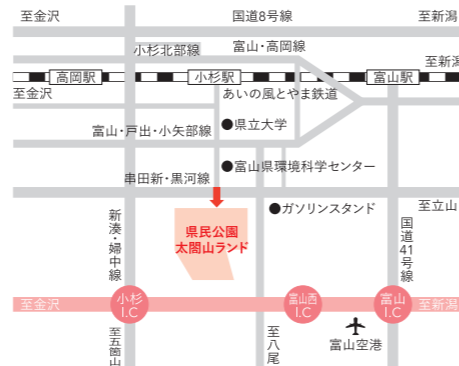 至金沢
国道8号線
至新潟
小杉北部線
富山・高岡線
至新潟
高岡駅
小杉駅
富山駅
至金沢
あいの風とやま鉄道
富山・戸出・小矢部線
●県立大学
●富山県環境科学センター
串田新・黒河線
●ガソリンスタンド
至立山
新湊・婦中線
県民公園
太閤山ランド
国道41号線
至金沢
小杉
I.C
富山西
I.C
富山
I.C
至新潟
至五箇山
至八尾
富山空港